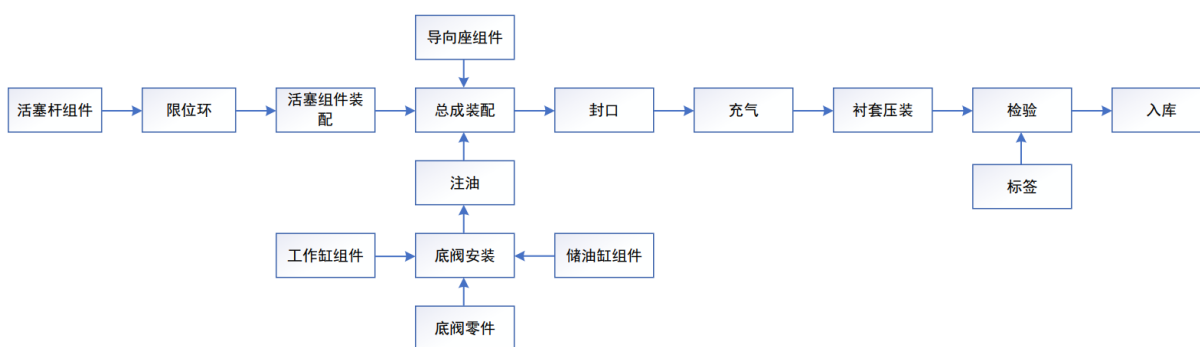 导向座组件
活塞杆组件
限位环
活塞组件装
配
总成装配
封口
充气
衬套压装
检验
入库
注油
标签
工作缸组件
底阀安装
储油缸组件
底阀零件